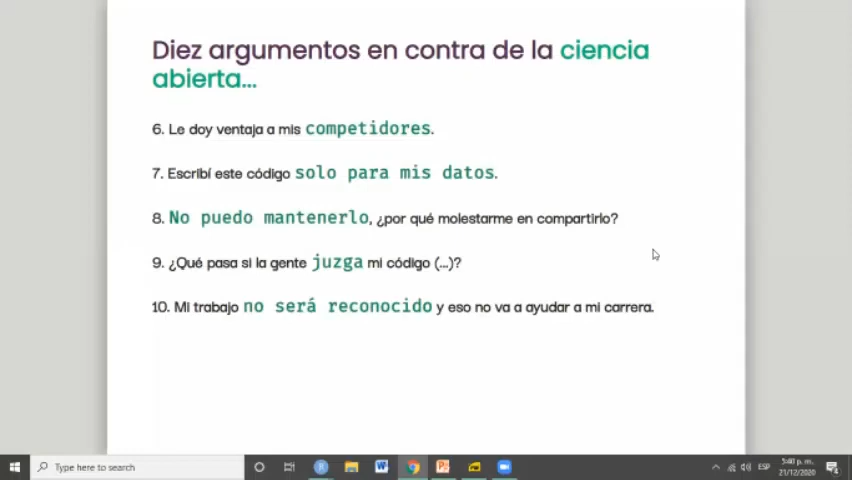 Diez argumentos en contra de la ciencia
abierta...
6. Le doy ventaja a mis competidores.
7. Escribí este código solo para mis datos.
8. No puedo mantenerlo, ¿por qué molestarme en compartirlo?
9. ¿Qué pasa si la gente juzga mi código (...)?
10. Mi trabajo no será reconocido y eso no va a ayudar a mi carrera.
Type here to search
ESP
5:40 p. m.
21/12/2020